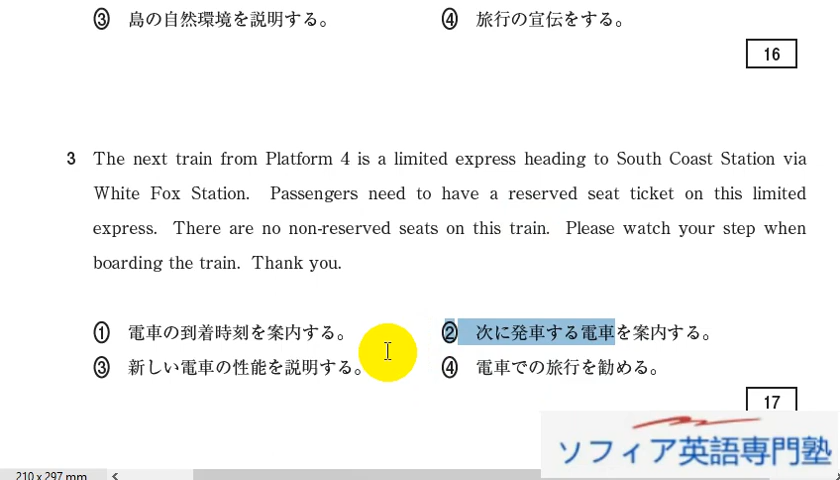 ③ 島の自然環境を説明する。 ④ 旅行の宣伝をする。
16
3 The next train from Platform 4 is a limited express heading to South Coast Station via
White Fox Station. Passengers need to have a reserved seat ticket on this limited
express. There are no non-reserved seats on this train. Please watch your step when
boarding the train. Thank you.
① 電車の到着時刻を案内する。 ② 次に発車する電車を案内する。
③ 新しい電車の性能を説明する。 ④ 電車での旅行を勧める。
17
ソフィア英語専門塾
210 x 297 mm